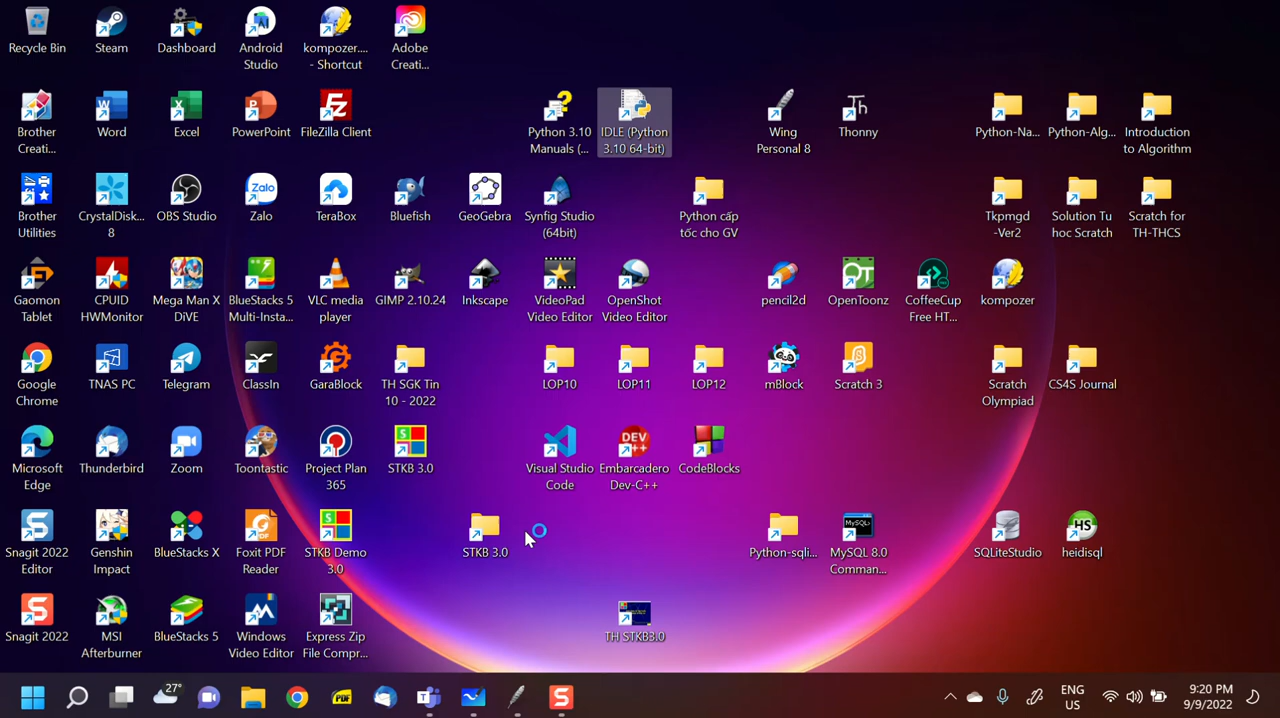 Recycle Bin
Steam
Dashboard
Android
Studio
kompozer....
- Shortcut
Adobe
Creati...
Brother
Creati...
Word
Excel
PowerPoint
FileZilla Client
Python 3.10
Manuals (...
IDLE (Python
3.10 64-bit)
Wing
Personal 8
Th
Thonny
Python-Na...
Python-Alg...
Introduction
to Algorithm
Brother
Utilities
CrystalDisk...
8
OBS Studio
Zalo
Zalo
TeraBox
Bluefish
GeoGebra
Synfig Studio
(64bit)
Python cấp
tốc cho GV
Tkpmgd
-Ver2
Solution Tu
hoc Scratch
Scratch for
TH-THCS
Gaomon
Tablet
CPUID
HWMonitor
Mega Man X
DiVE
BlueStacks 5
Multi-Insta...
VLC media
player
GIMP 2.10.24
Inkscape
VideoPad
Video Editor
OpenShot
Video Editor
pencil2d
OT
OpenToonz
CoffeeCup
Free HT...
kompozer
Google
Chrome
TNAS PC
Telegram
ClassIn
GaraBlock
TH SGK Tin
10 - 2022
LOP10
LOP11
LOP12
mBlock
Scratch 3
Scratch
Olympiad
CS4S Journal
Microsoft
Edge
Thunderbird
Zoom
Toontastic
Project Plan
365
S T
K B
STKB 3.0
Visual Studio
Code
DEV
Embarcadero
Dev-C++
CodeBlocks
Snagit 2022
Editor
Genshin
Impact
BlueStacks X
Foxit PDF
Reader
S T
K B
STKB Demo
3.0
STKB 3.0
Python-sqli...
MySQL
MySQL 8.0
Comman...
SQLiteStudio
HS
heidisql
Snagit 2022
MSI
Afterburner
BlueStacks 5
Windows
Video Editor
Express Zip
File Compr...
TH STKB3.0
27°
PDF
ENG
US
9:20 PM
9/9/2022